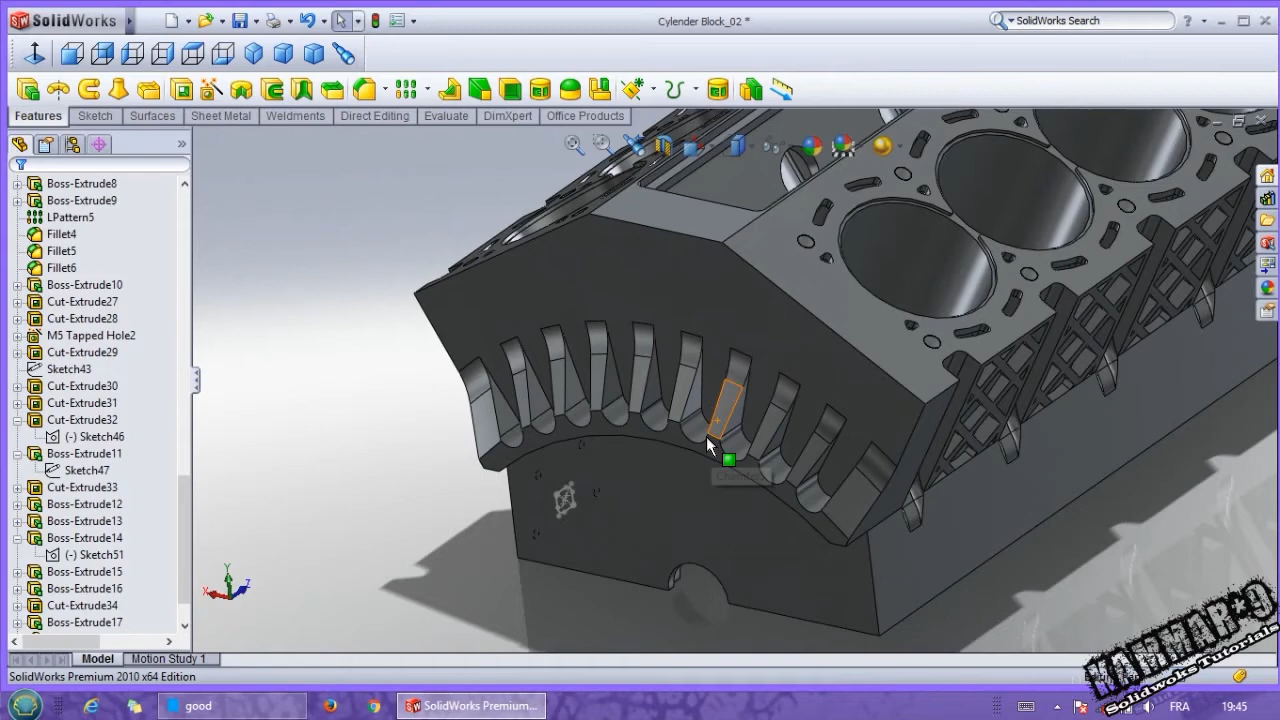 SolidWorks
Cylender Block_02 *
SolidWorks Search
Features
Sketch
Surfaces
Sheet Metal
Weldments
Direct Editing
Evaluate
DimXpert
Office Products
Boss-Extrude8
Boss-Extrude9
LPattern5
Fillet4
Fillet5
Fillet6
Boss-Extrude10
Cut-Extrude27
Cut-Extrude28
M5 Tapped Hole2
Cut-Extrude29
Sketch43
Cut-Extrude30
Cut-Extrude31
Cut-Extrude32
(-) Sketch46
Boss-Extrude11
Sketch47
Cut-Extrude33
Boss-Extrude12
Boss-Extrude13
Boss-Extrude14
(-) Sketch51
Boss-Extrude15
Boss-Extrude16
Cut-Extrude34
Boss-Extrude17
Y
X
Z
HAMMAR*9
Solidwoks Tutorials
Model
Motion Study 1
SolidWorks Premium 2010 x64 Edition
good
SolidWorks Premium...
FRA
19:45